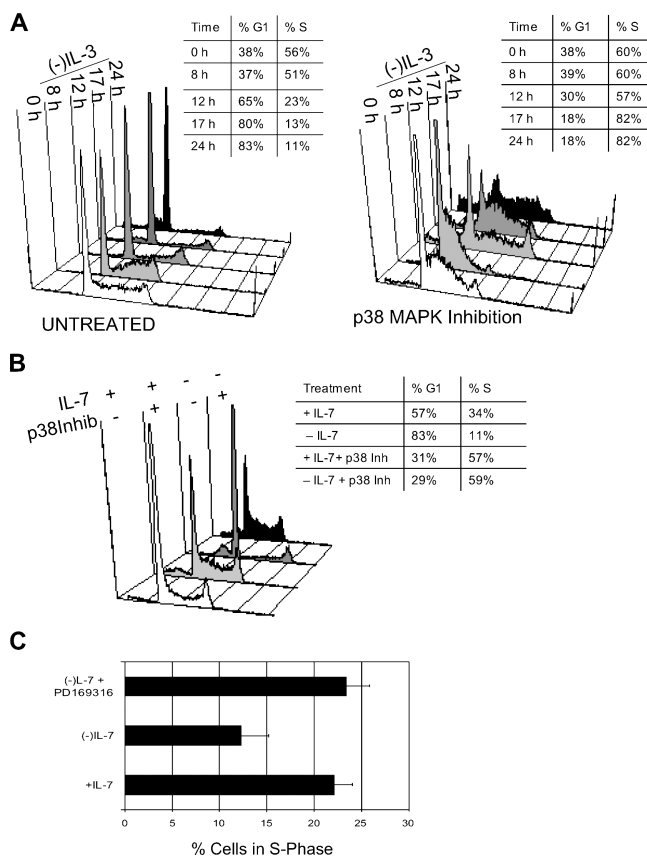 A
(-)IL-3
0 h
8 h
12 h
17 h
24 h
Time % G1 % S
0 h 38% 56%
8 h 37% 51%
12 h 65% 23%
17 h 80% 13%
24 h 83% 11%
UNTREATED
(-)IL-3
0 h
8 h
12 h
17 h
24 h
Time % G1 % S
0 h 38% 60%
8 h 39% 60%
12 h 30% 57%
17 h 18% 82%
24 h 18% 82%
p38 MAPK Inhibition
B
IL-7 + + - -
p38Inhib - + - +
Treatment % G1 % S
+ IL-7 57% 34%
– IL-7 83% 11%
+ IL-7+ p38 Inh 31% 57%
– IL-7 + p38 Inh 29% 59%
C
(-)L-7 +
PD169316
(-)IL-7
+IL-7
0 5 10 15 20 25 30
% Cells in S-Phase